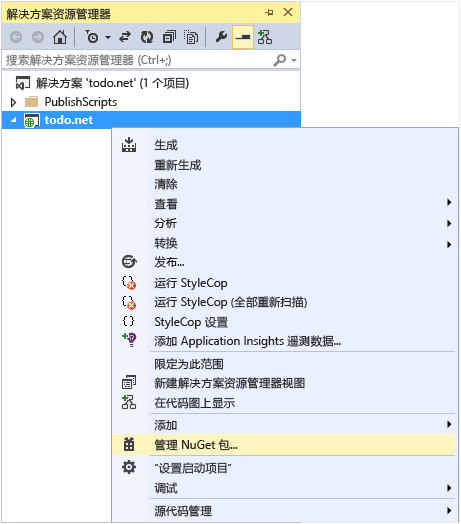 解决方案资源管理器
搜索解决方案资源管理器 (Ctrl+;)
解决方案 'todo.net' (1 个项目)
PublishScripts
todo.net
生成
重新生成
清除
查看
分析
转换
发布...
运行 StyleCop
运行 StyleCop (全部重新扫描)
StyleCop 设置
添加 Application Insights 遥测数据...
限定为此范围
新建解决方案资源管理器视图
在代码图上显示
添加
管理 NuGet 包...
"设置启动项目"
调试
源代码管理